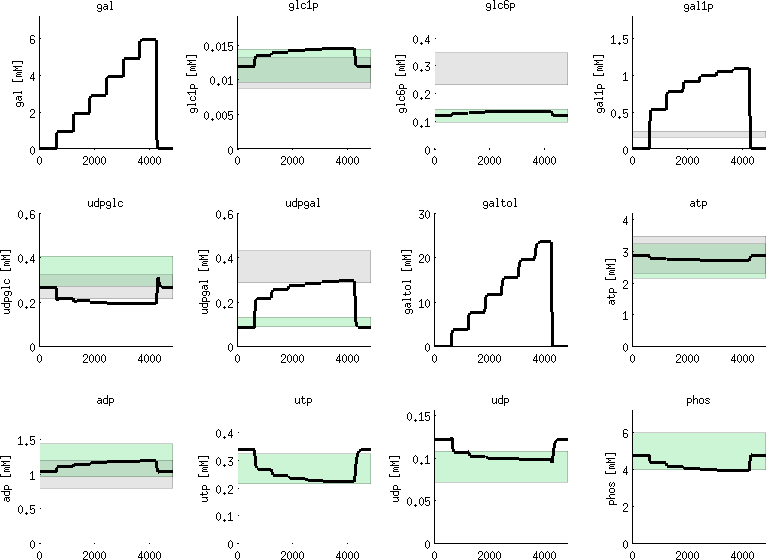 gal glc1p glc6p gal1p
gal [mM] 6 4 2 0 0 2000 4000
glc1p [mM] 0.015 0.01 0.005 0 0 2000 4000
glc6p [mM] 0.4 0.3 0.2 0.1 0 0 2000 4000
gal1p [mM] 1.5 1 0.5 0 0 2000 4000
udpglc udpgal galtol atp
udpglc [mM] 0.6 0.4 0.2 0 0 2000 4000
udpgal [mM] 0.6 0.4 0.2 0 0 2000 4000
galtol [mM] 30 20 10 0 0 2000 4000
atp [mM] 4 3 2 1 0 0 2000 4000
adp utp udp phos
adp [mM] 1.5 1 0.5 0 0 2000 4000
utp [mM] 0.4 0.3 0.2 0.1 0 0 2000 4000
udp [mM] 0.15 0.1 0.05 0 0 2000 4000
phos [mM] 6 4 2 0 0 2000 4000